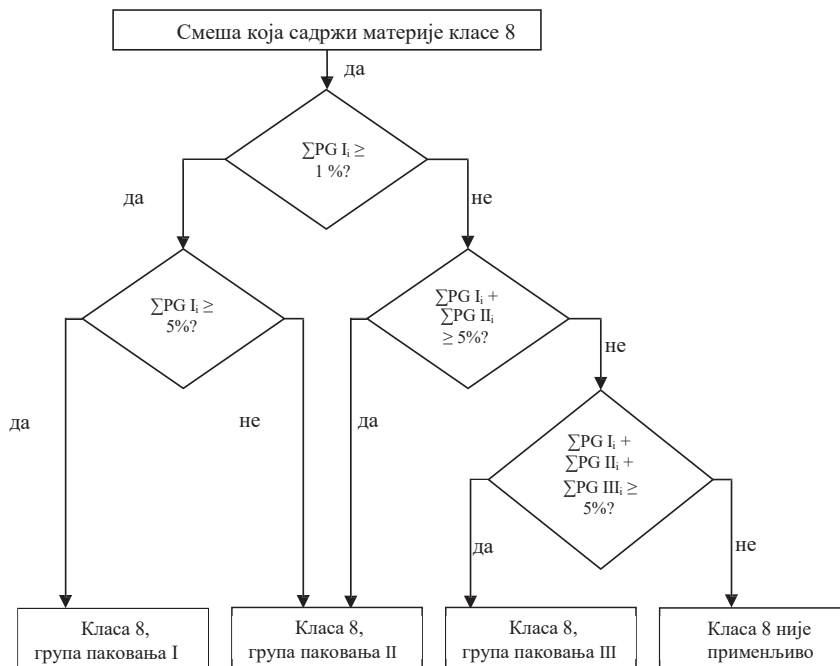 Смеша која садржи материје класе 8
да
∑PG Iᵢ ≥
1 %?
да
не
∑PG Iᵢ ≥
5%?
∑PG Iᵢ +
∑PG IIᵢ
≥ 5%?
не
да
не
да
∑PG Iᵢ +
∑PG IIᵢ +
∑PG IIIᵢ ≥
5%?
да
не
Класа 8,
група паковања I
Класа 8,
група паковања II
Класа 8,
група паковања III
Класа 8 није
применљиво